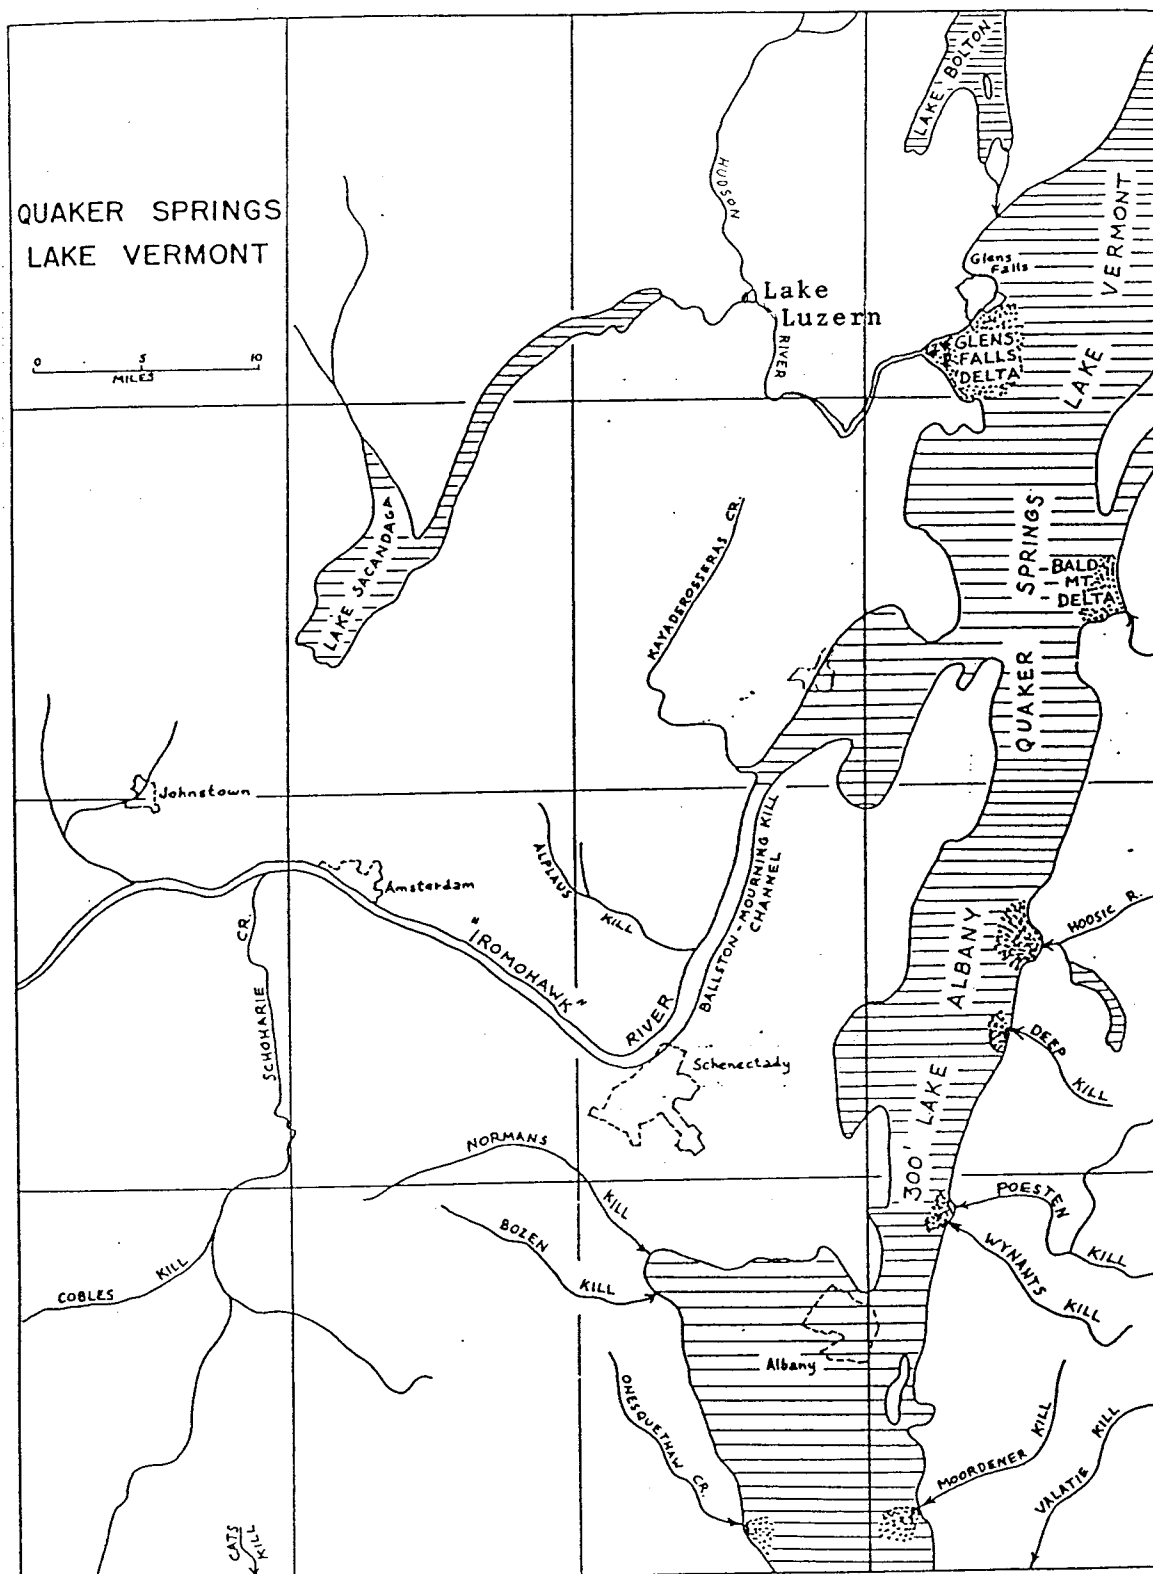 LAKE BOLTON
HUDSON
RIVER
QUAKER SPRINGS
LAKE VERMONT
0 5 10
MILES
Lake
Luzern
Glens
Falls
GLENS
FALLS
DELTA
VERMONT
LAKE
SPRINGS
QUAKER
BALD
MT.
DELTA
LAKE SACANDAGA
KAYADEROSSERAS CR.
Johnstown
Amsterdam
"IROMOHAWK"
RIVER
ALPLAUS
KILL
BALLSTON-MOURNING KILL
CHANNEL
HOOSIC R.
ALBANY
LAKE
300'
DEEP
KILL
SCHOHARIE
CR.
Schenectady
NORMANS
KILL
BOZEN
KILL
POESTEN
KILL
WYNANTS
KILL
COBLES
KILL
Albany
ONESQUETHAW CR.
MOORDENER
KILL
VALATIE
KILL
CATS
KILL